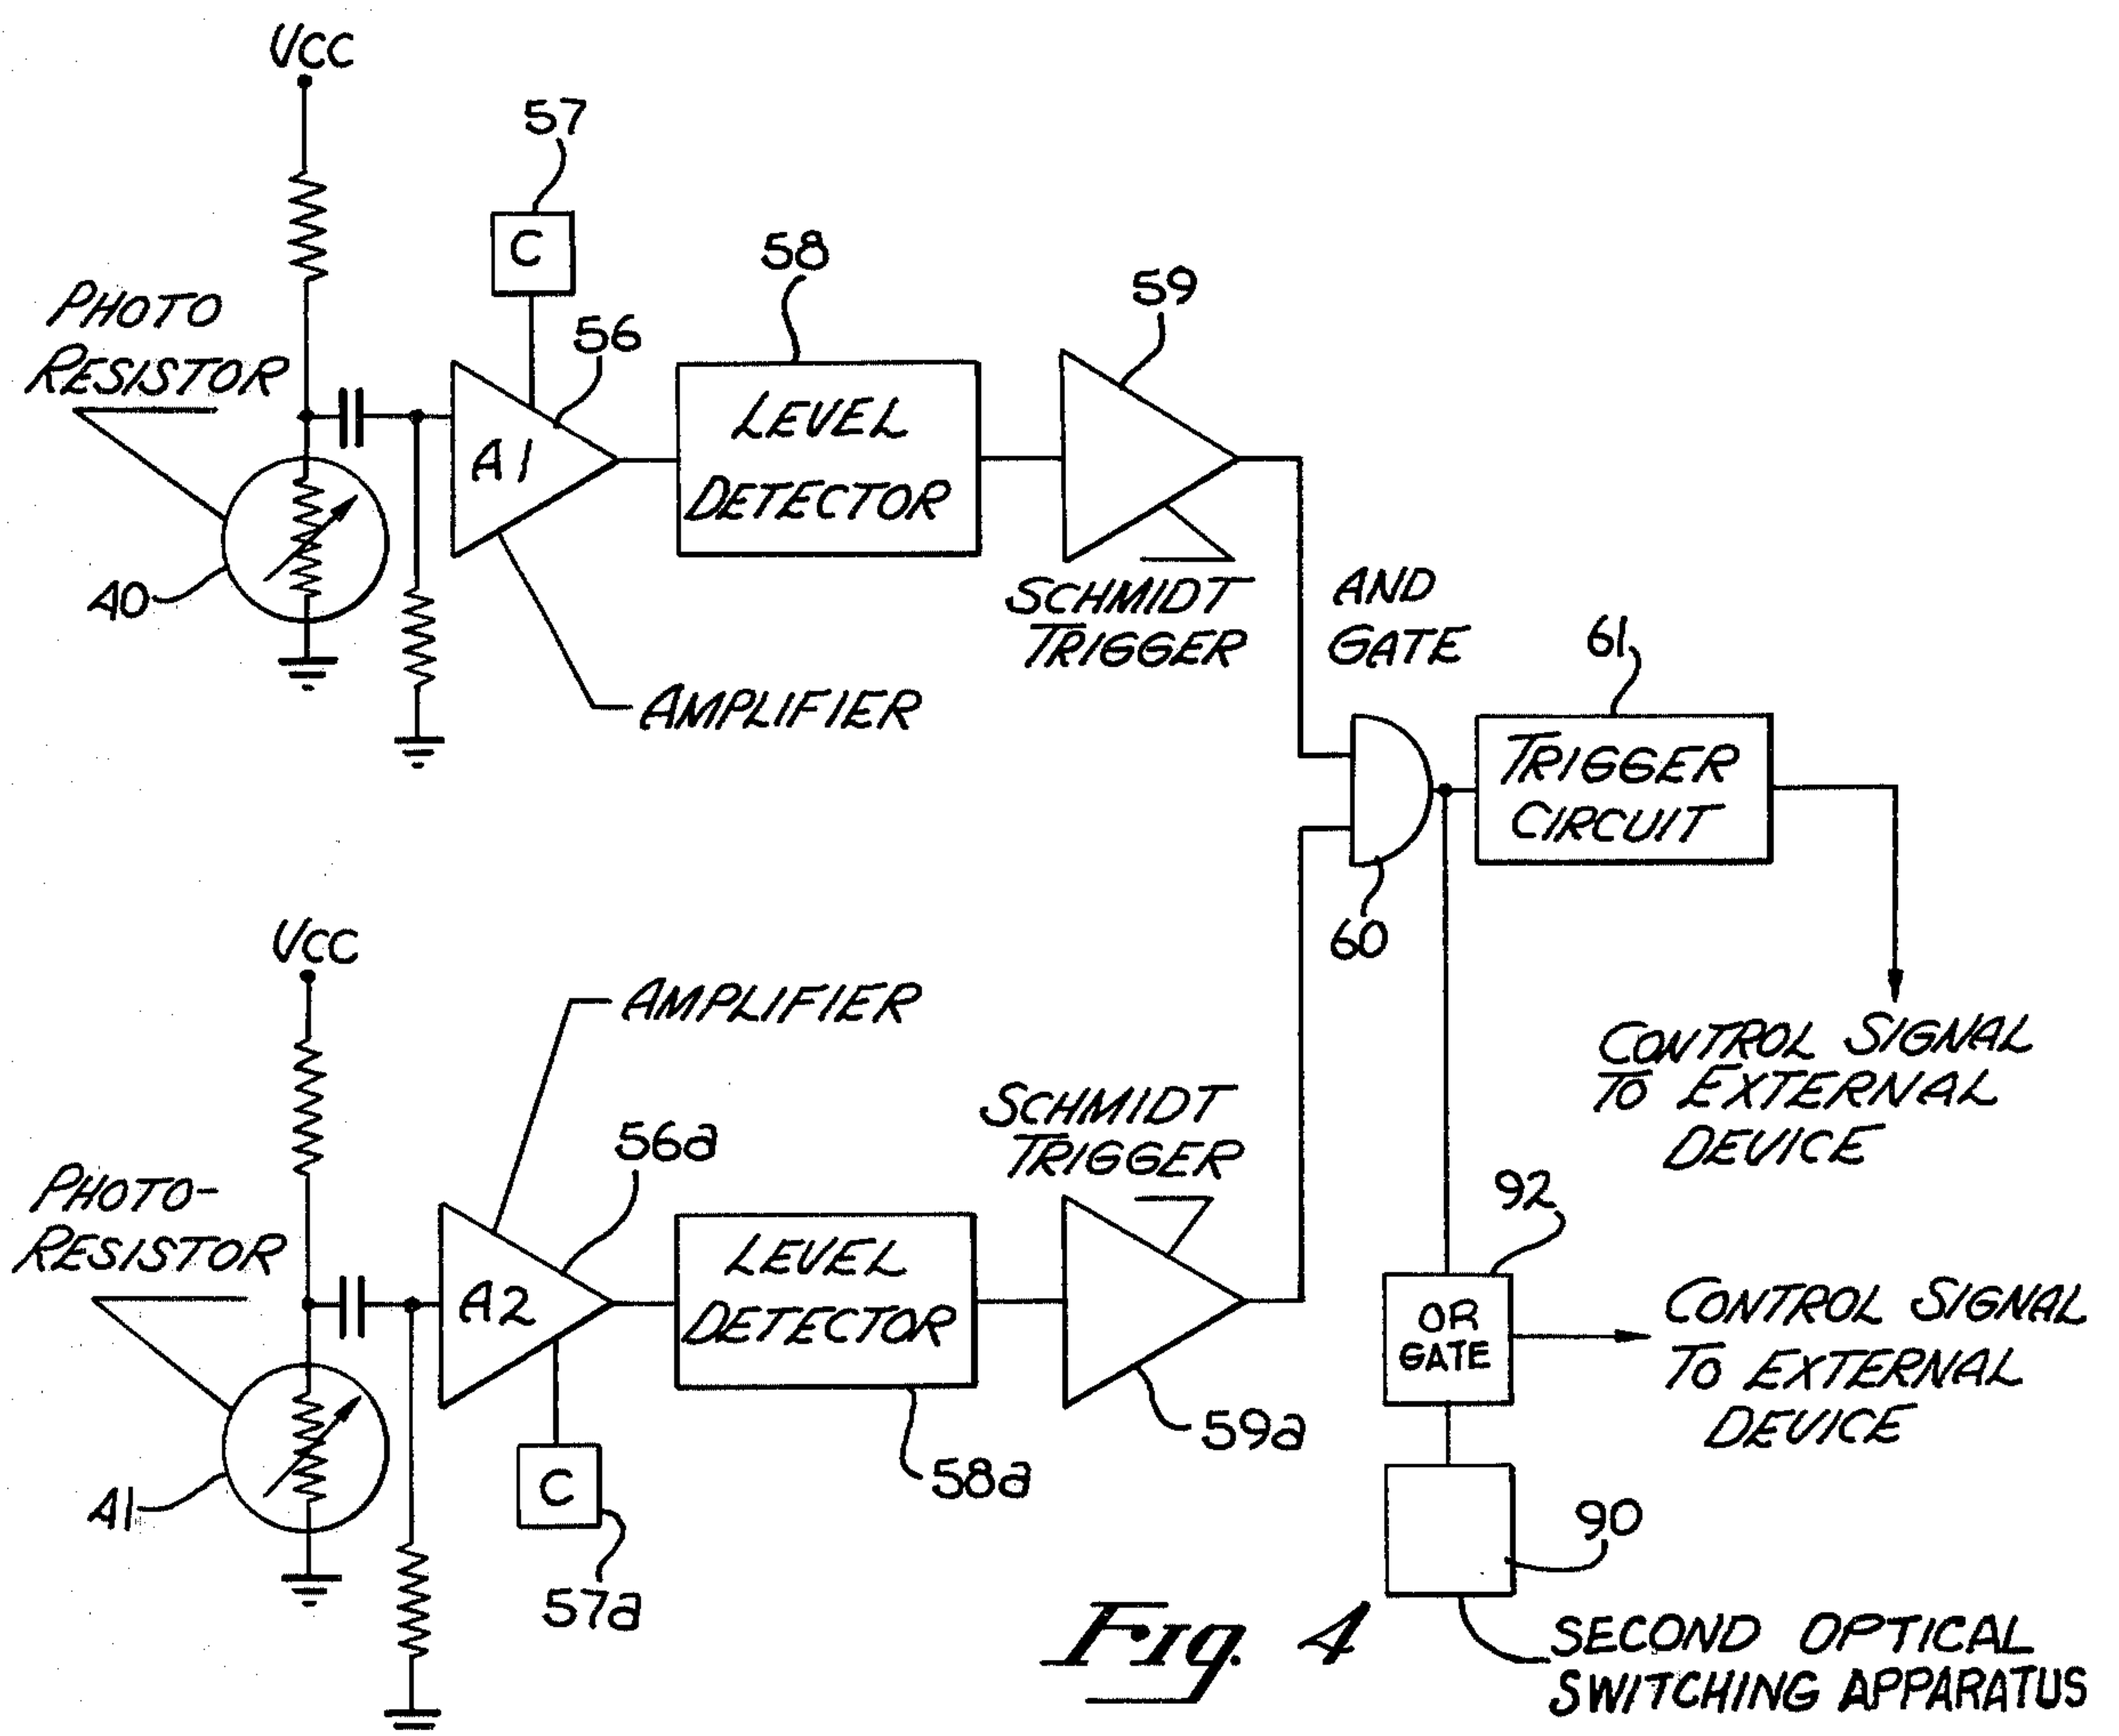 VCC
57
C
58
59
56
PHOTO
RESISTOR
A1
LEVEL
DETECTOR
40
SCHMIDT
TRIGGER
AMPLIFIER
AND
GATE
61
TRIGGER
CIRCUIT
60
CONTROL SIGNAL
TO EXTERNAL
DEVICE
VCC
AMPLIFIER
56a
SCHMIDT
TRIGGER
PHOTO-
RESISTOR
A2
LEVEL
DETECTOR
92
OR
GATE
CONTROL SIGNAL
TO EXTERNAL
DEVICE
41
C
57a
58a
59a
90
SECOND OPTICAL
SWITCHING APPARATUS
Fig. 4